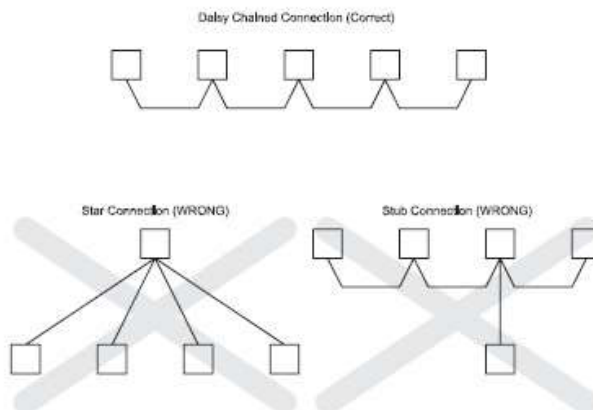 Daisy Chained Connection (Correct)
Star Connection (WRONG)
Stub Connection (WRONG)